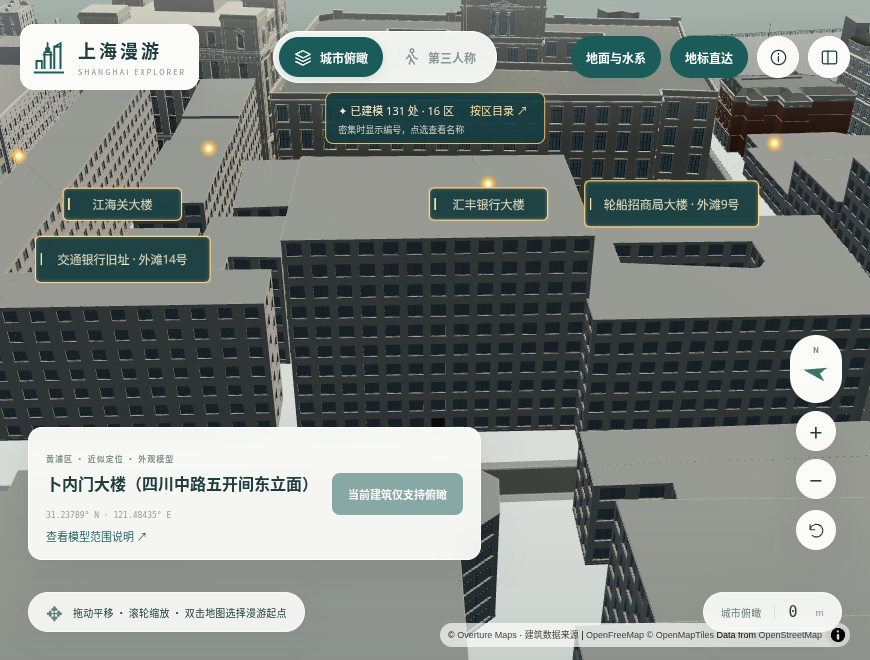 上海漫游
SHANGHAI EXPLORER
城市俯瞰
第三人称
地面与水系
地标直达
✦ 已建模 131 处 · 16 区 按区目录 ↗
密集时显示编号，点选查看名称
江海关大楼
汇丰银行大楼
轮船招商局大楼 · 外滩9号
交通银行旧址 · 外滩14号
N
+
−
黄浦区 · 近似定位 · 外观模型
卜内门大楼（四川中路五开间东立面）
当前建筑仅支持俯瞰
31.23789° N · 121.48435° E
查看模型范围说明 ↗
拖动平移 · 滚轮缩放 · 双击地图选择漫游起点
城市俯瞰 0 m
© Overture Maps · 建筑数据来源 | OpenFreeMap © OpenMapTiles Data from OpenStreetMap